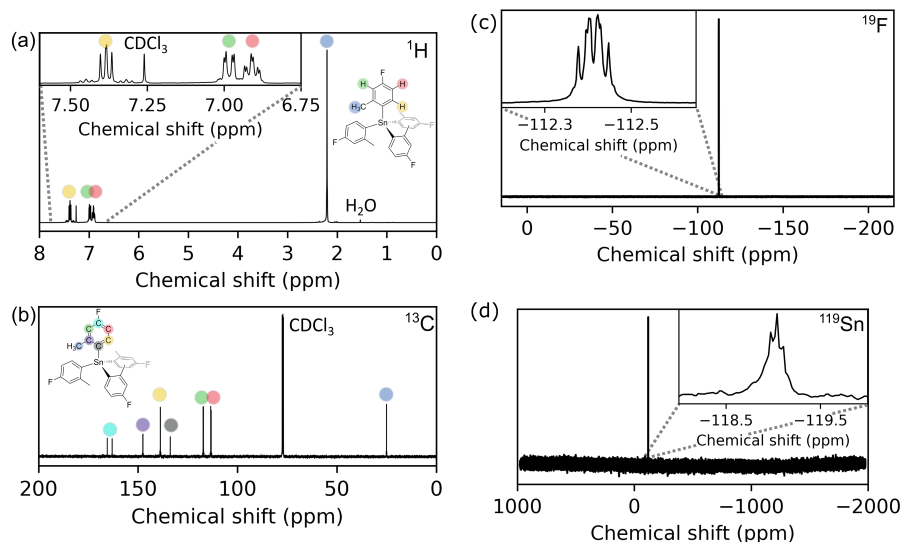 (a)
CDCl₃
¹H
7.50 7.25 7.00 6.75
Chemical shift (ppm)
F
H H
H₃C H
Sn
F F
F
H₂O
8 7 6 5 4 3 2 1 0
Chemical shift (ppm)
(b)
CDCl₃
¹³C
F
C
C C
C C
H₃C C
Sn
F F
F
200 150 100 50 0
Chemical shift (ppm)
(c)
¹⁹F
−112.3 −112.5
Chemical shift (ppm)
0 −50 −100 −150 −200
Chemical shift (ppm)
(d)
¹¹⁹Sn
−118.5 −119.5
Chemical shift (ppm)
1000 0 −1000 −2000
Chemical shift (ppm)